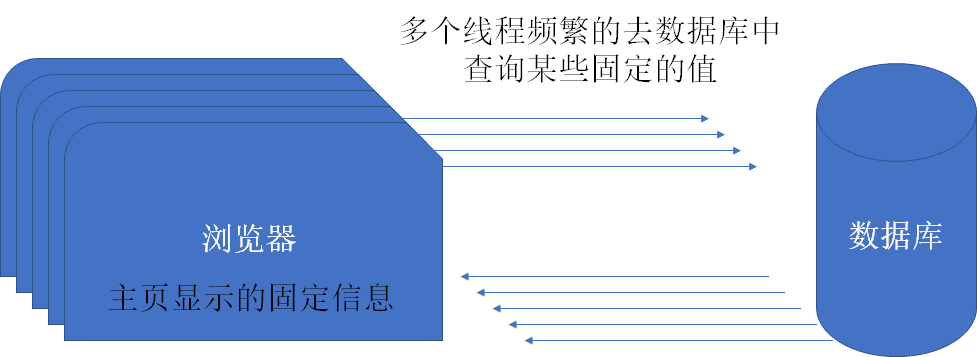 多个线程频繁的去数据库中
查询某些固定的值
浏览器
数据库
主页显示的固定信息